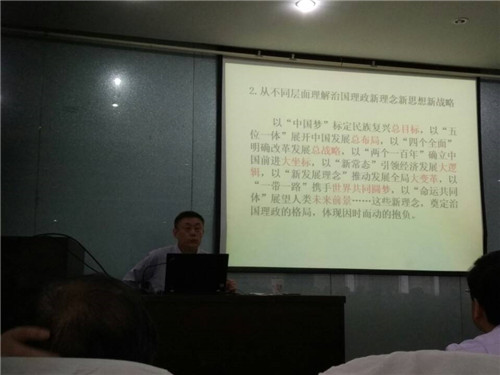 2.从不同层面理解治国理政新理念新思想新战略
以“中国梦”标定民族复兴总目标，以“五
位一体”展开中国发展总布局，以“四个全面”
明确改革发展总战略，以“两个一百年”确立中
国前进大坐标，以“新常态”引领经济发展大逻
辑，以“新发展理念”推动发展全局大变革，以
“一带一路”携手世界共同圆梦，以“命运共同
体”展望人类未来前景……这些新理念，奠定治
国理政的格局，体现因时而动的抱负。